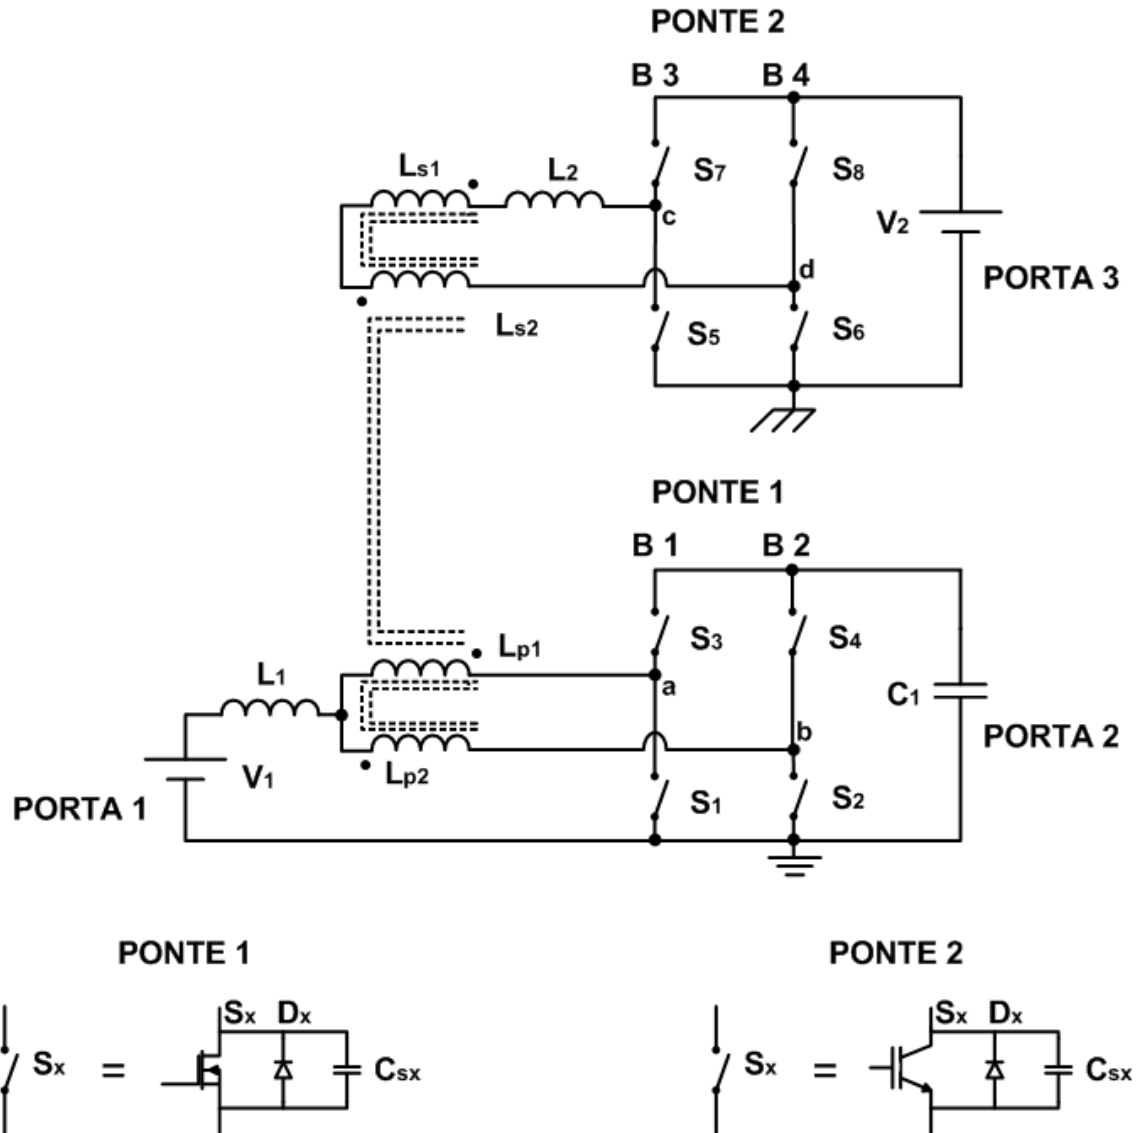 PONTE 2
B 3 B 4
Ls1 L2 S7 S8
c V2
d PORTA 3
Ls2 S5 S6
PONTE 1
B 1 B 2
Lp1 S3 S4
L1 a C1
b PORTA 2
V1 Lp2
PORTA 1 S1 S2
PONTE 1 PONTE 2
Sx Dx Sx Dx
Sx = Csx Sx = Csx